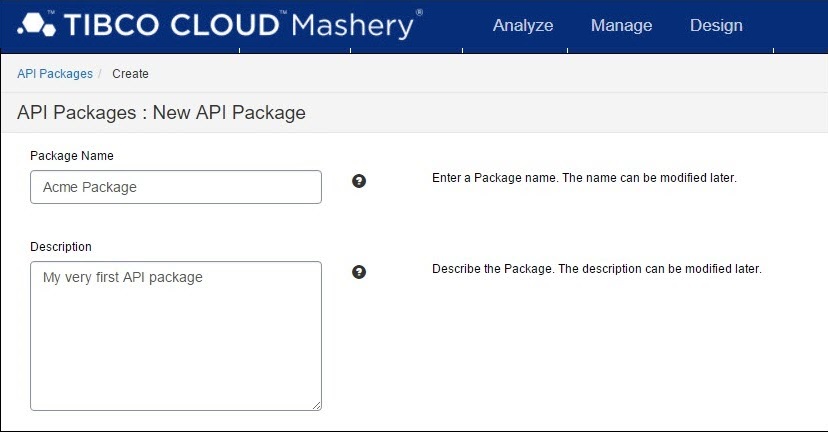 TIBCO CLOUD™ Mashery®
Analyze Manage Design
API Packages / Create
API Packages : New API Package
Package Name
Acme Package
? Enter a Package name. The name can be modified later.
Description
My very first API package
? Describe the Package. The description can be modified later.